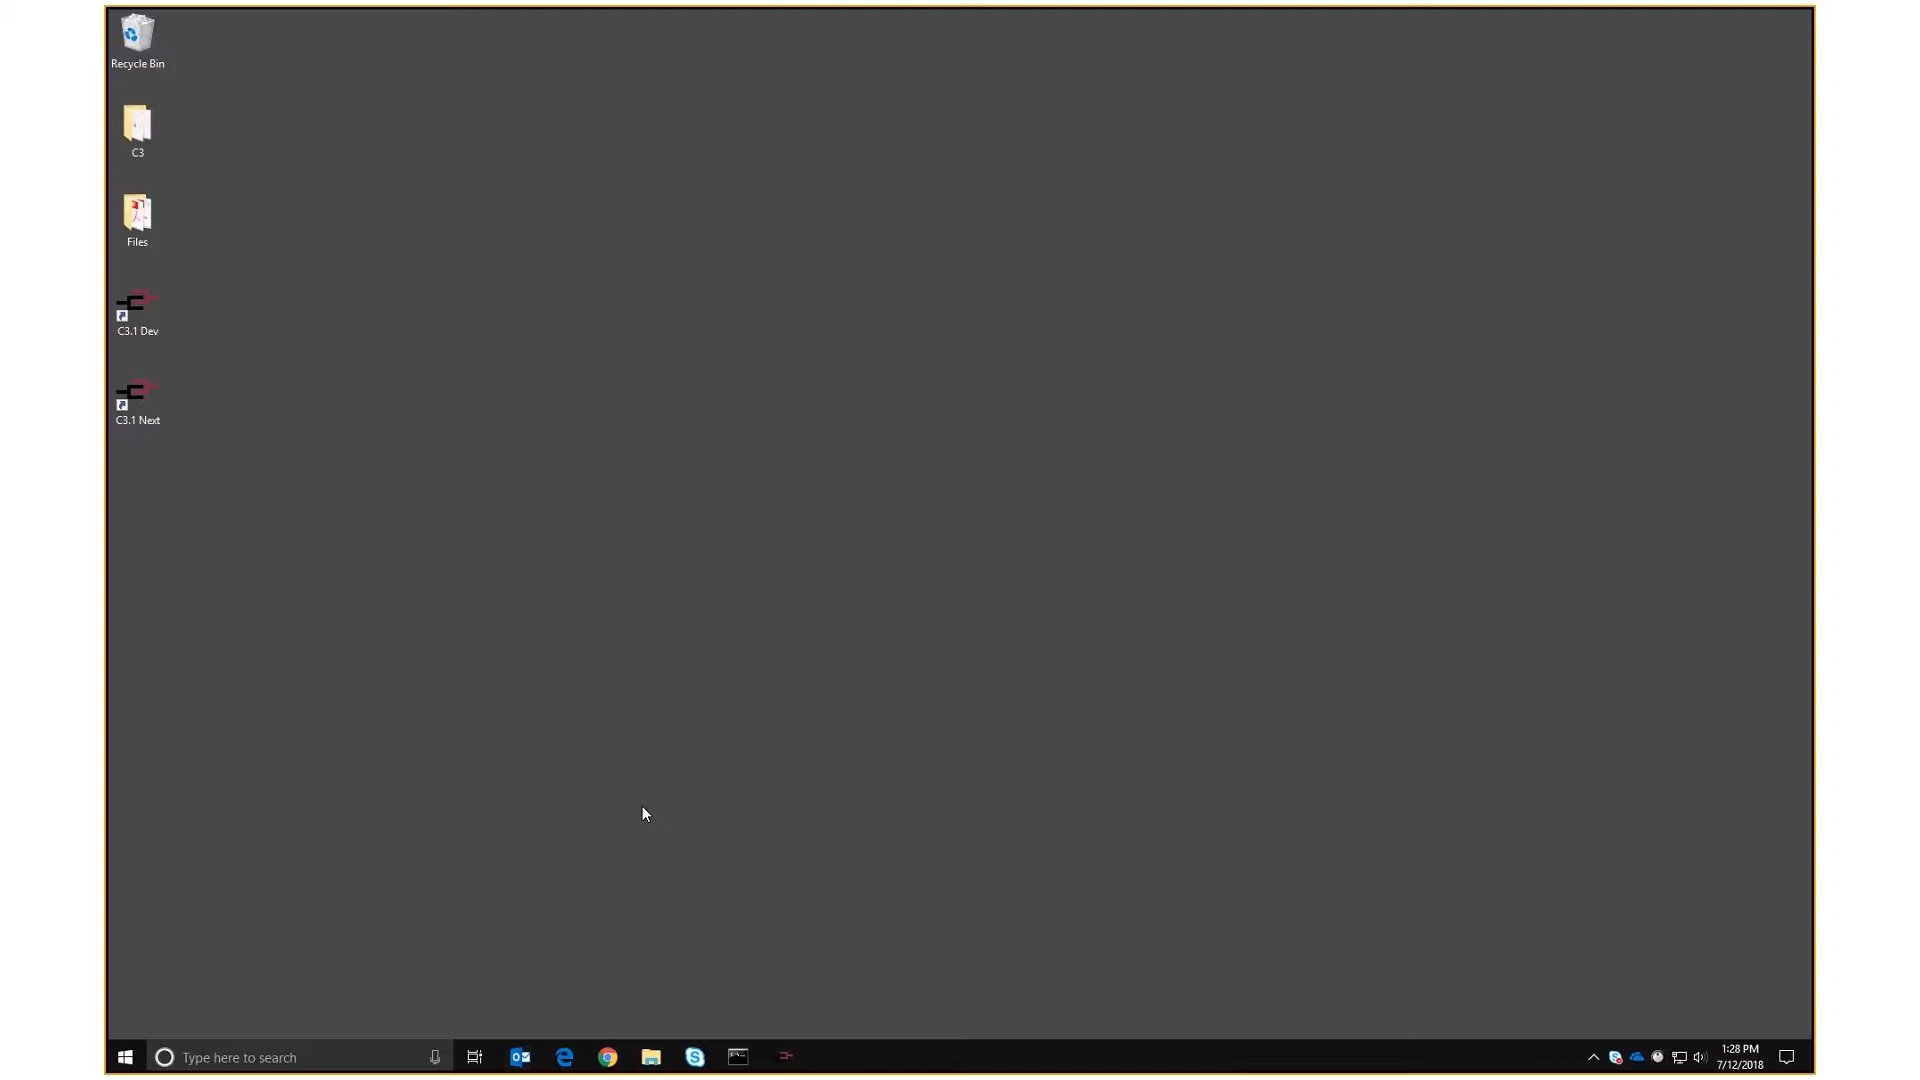 Recycle Bin
C3
Files
C3.1 Dev
C3.1 Next
Type here to search
1:28 PM
7/12/2018